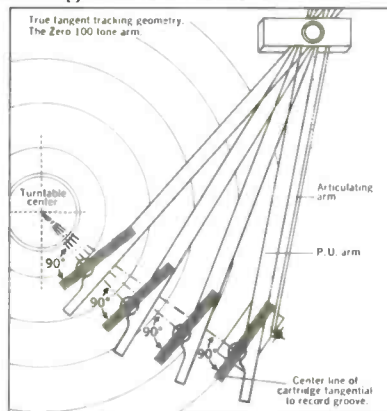 True tangent tracking geometry.
The Zero 100 tone arm.
Turntable
center
Articulating
arm
P.U. arm
90°
90°
90°
90°
Center line of
cartridge tangential
to record groove.